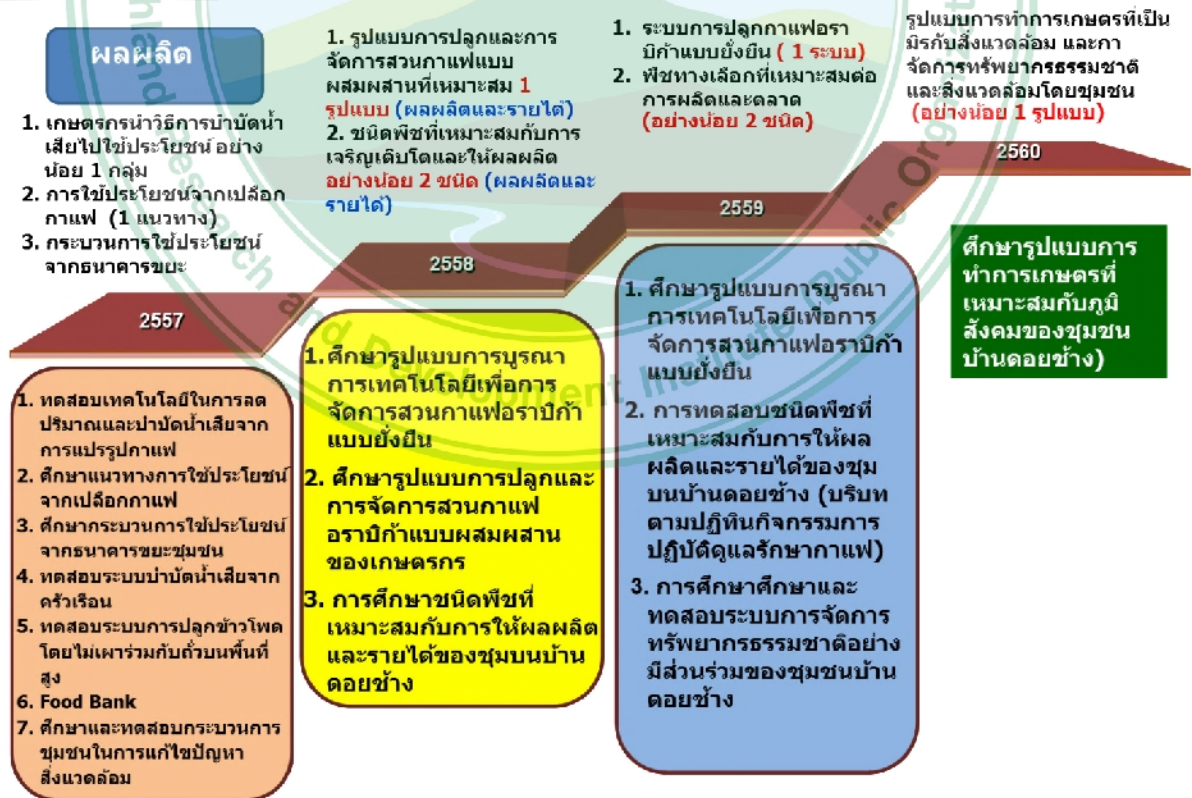 ผลผลิต
1. เกษตรกรนำวิธีการบำบัดน้ำ
เสียไปใช้ประโยชน์ อย่าง
น้อย 1 กลุ่ม
2. การใช้ประโยชน์จากเปลือก
กาแฟ (1 แนวทาง)
3. กระบวนการใช้ประโยชน์
จากธนาคารขยะ
1. รูปแบบการปลูกและการ
จัดการสวนกาแฟแบบ
ผสมผสานที่เหมาะสม 1
รูปแบบ (ผลผลิตและรายได้)
2. ชนิดพืชที่เหมาะสมกับการ
เจริญเติบโตและให้ผลผลิต
อย่างน้อย 2 ชนิด (ผลผลิตและ
รายได้)
1. ระบบการปลูกกาแฟอรา
บิก้าแบบยั่งยืน ( 1 ระบบ)
2. พืชทางเลือกที่เหมาะสมต่อ
การผลิตและตลาด
(อย่างน้อย 2 ชนิด)
รูปแบบการทำการเกษตรที่เป็น
มิรกับสิ่งแวดล้อม และกา
จัดการทรัพยากรธรรมชาติ
และสิ่งแวดล้อมโดยชุมชน
(อย่างน้อย 1 รูปแบบ)
2557
2558
2559
2560
1. ทดสอบเทคโนโลยีในการลด
ปริมาณและบำบัดน้ำเสียจาก
การแปรรูปกาแฟ
2. ศึกษาแนวทางการใช้ประโยชน์
จากเปลือกกาแฟ
3. ศึกษากระบวนการใช้ประโยชน์
จากธนาคารขยะชุมชน
4. ทดสอบระบบบำบัดน้ำเสียจาก
ครัวเรือน
5. ทดสอบระบบการปลูกข้าวโพด
โดยไม่เผาร่วมกับถั่วบนพื้นที่
สูง
6. Food Bank
7. ศึกษาและทดสอบกระบวนการ
ชุมชนในการแก้ไขปัญหา
สิ่งแวดล้อม
1. ศึกษารูปแบบการบูรณา
การเทคโนโลยีเพื่อการ
จัดการสวนกาแฟอราบิก้า
แบบยั่งยืน
2. ศึกษารูปแบบการปลูกและ
การจัดการสวนกาแฟ
อราบิก้าแบบผสมผสาน
ของเกษตรกร
3. การศึกษาชนิดพืชที่
เหมาะสมกับการให้ผลผลิต
และรายได้ของชุมบนบ้าน
ดอยช้าง
1. ศึกษารูปแบบการบูรณา
การเทคโนโลยีเพื่อการ
จัดการสวนกาแฟอราบิก้า
แบบยั่งยืน
2. การทดสอบชนิดพืชที่
เหมาะสมกับการให้ผล
ผลิตและรายได้ของชุม
บนบ้านดอยช้าง (บริบท
ตามปฏิทินกิจกรรมการ
ปฏิบัติดูแลรักษากาแฟ)
3. การศึกษาศึกษาและ
ทดสอบระบบการจัดการ
ทรัพยากรธรรมชาติอย่าง
มีส่วนร่วมของชุมชนบ้าน
ดอยช้าง
ศึกษารูปแบบการ
ทำการเกษตรที่
เหมาะสมกับภูมิ
สังคมของชุมชน
บ้านดอยช้าง)
Research and Development Institute (Public Organization